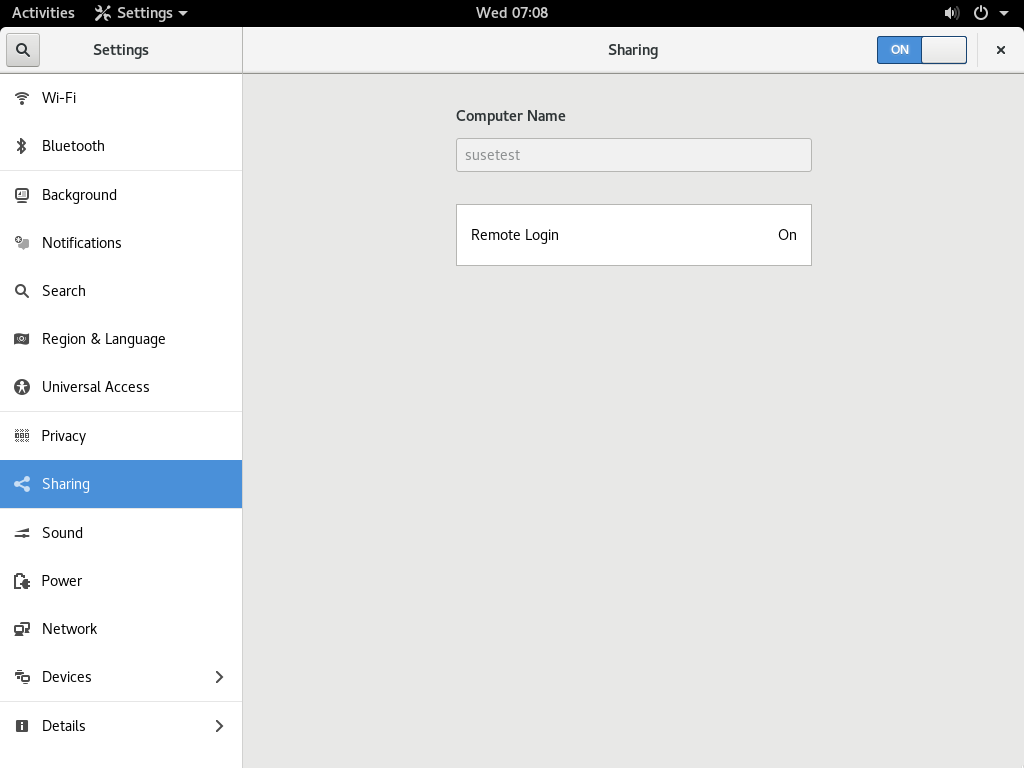 Activities Settings Wed 07:08
Settings
Sharing ON
Wi-Fi
Bluetooth
Background
Notifications
Search
Region & Language
Universal Access
Privacy
Sharing
Sound
Power
Network
Devices
Details
Computer Name
susetest
Remote Login On